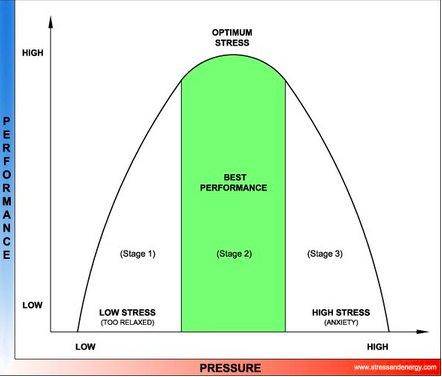 OPTIMUM
STRESS
HIGH
PERFORMANCE
BEST
PERFORMANCE
(Stage 1)
(Stage 2)
(Stage 3)
LOW
LOW STRESS
(TOO RELAXED)
HIGH STRESS
(ANXIETY)
LOW
HIGH
PRESSURE
www.stressandenergy.com